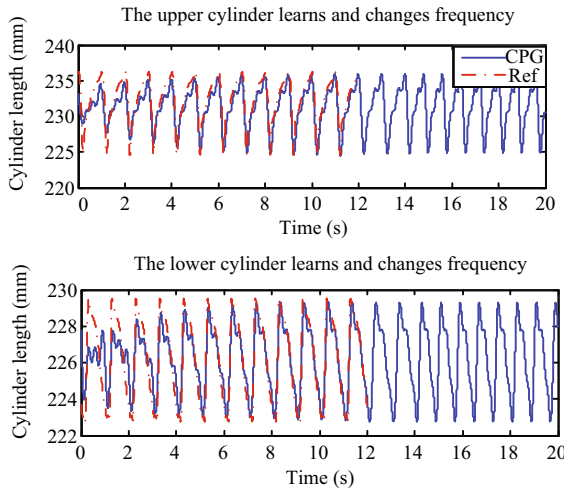 The upper cylinder learns and changes frequency
Cylinder length (mm)
240
235
230
225
220
CPG
Ref
0 2 4 6 8 10 12 14 16 18 20
Time (s)
The lower cylinder learns and changes frequency
Cylinder length (mm)
230
228
226
224
222
0 2 4 6 8 10 12 14 16 18 20
Time (s)